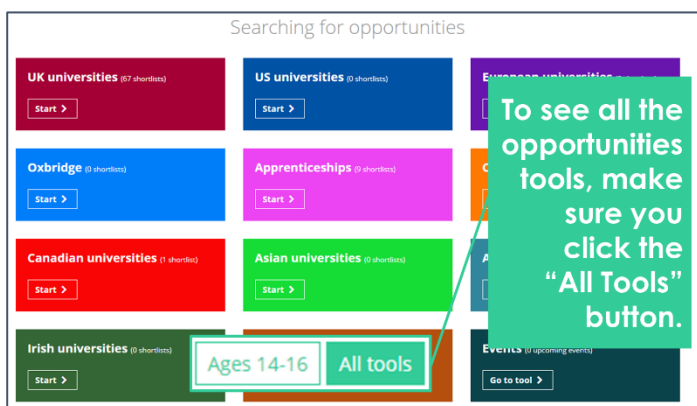 Searching for opportunities
UK universities (67 shortlists)
Start >
US universities (0 shortlists)
Start >
European universities
Oxbridge (0 shortlists)
Start >
Apprenticeships (9 shortlists)
Start >
Canadian universities (1 shortlist)
Start >
Asian universities (0 shortlists)
Start >
Irish universities (0 shortlists)
Start >
Events (0 upcoming events)
Go to tool >
Ages 14-16
All tools
To see all the
opportunities
tools, make
sure you
click the
“All Tools”
button.